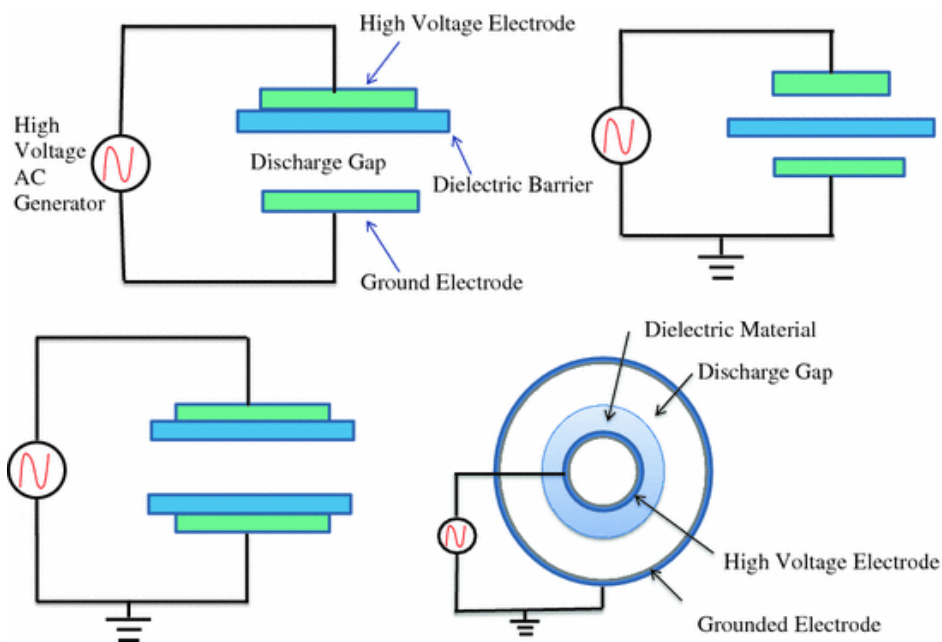 High Voltage Electrode
High
Voltage
AC
Generator
Discharge Gap
Dielectric Barrier
Ground Electrode
Dielectric Material
Discharge Gap
High Voltage Electrode
Grounded Electrode